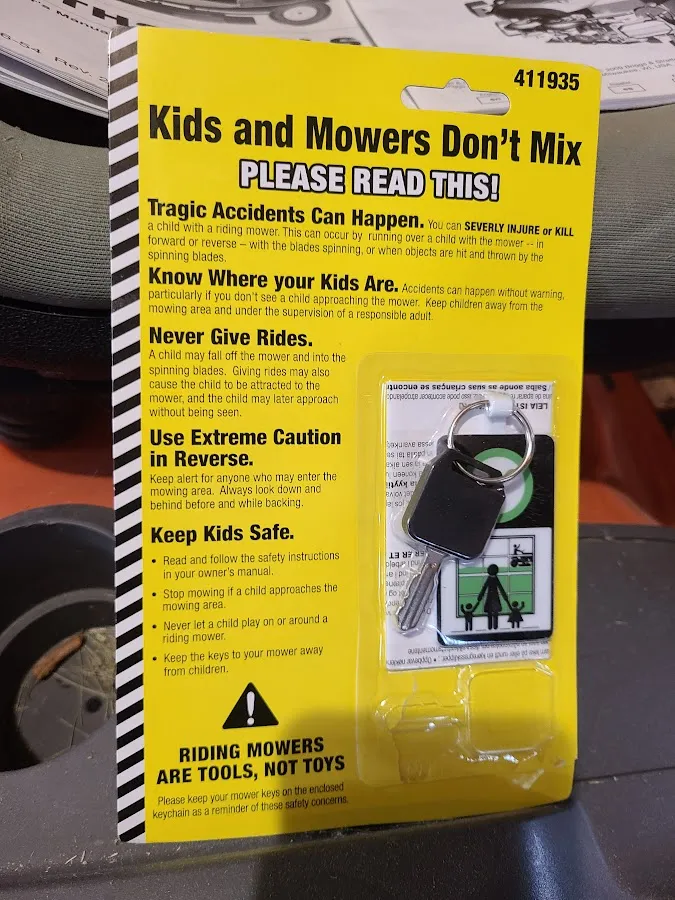 411935
Kids and Mowers Don't Mix
PLEASE READ THIS!
Tragic Accidents Can Happen. You can SEVERLY INJURE or KILL
a child with a riding mower. This can occur by running over a child with the mower -- in
forward or reverse – with the blades spinning, or when objects are hit and thrown by the
spinning blades.
Know Where your Kids Are. Accidents can happen without warning,
particularly if you don't see a child approaching the mower. Keep children away from the
mowing area and under the supervision of a responsible adult.
Never Give Rides.
A child may fall off the mower and into the
spinning blades. Giving rides may also
cause the child to be attracted to the
mower, and the child may later approach
without being seen.
Use Extreme Caution
in Reverse.
Keep alert for anyone who may enter the
mowing area. Always look down and
behind before and while backing.
Keep Kids Safe.
• Read and follow the safety instructions
in your owner's manual.
• Stop mowing if a child approaches the
mowing area.
• Never let a child play on or around a
riding mower.
• Keep the keys to your mower away
from children.
RIDING MOWERS
ARE TOOLS, NOT TOYS
Please keep your mower keys on the enclosed
keychain as a reminder of these safety concerns.
Saiba aonde as suas crianças se encont
LEIA IST